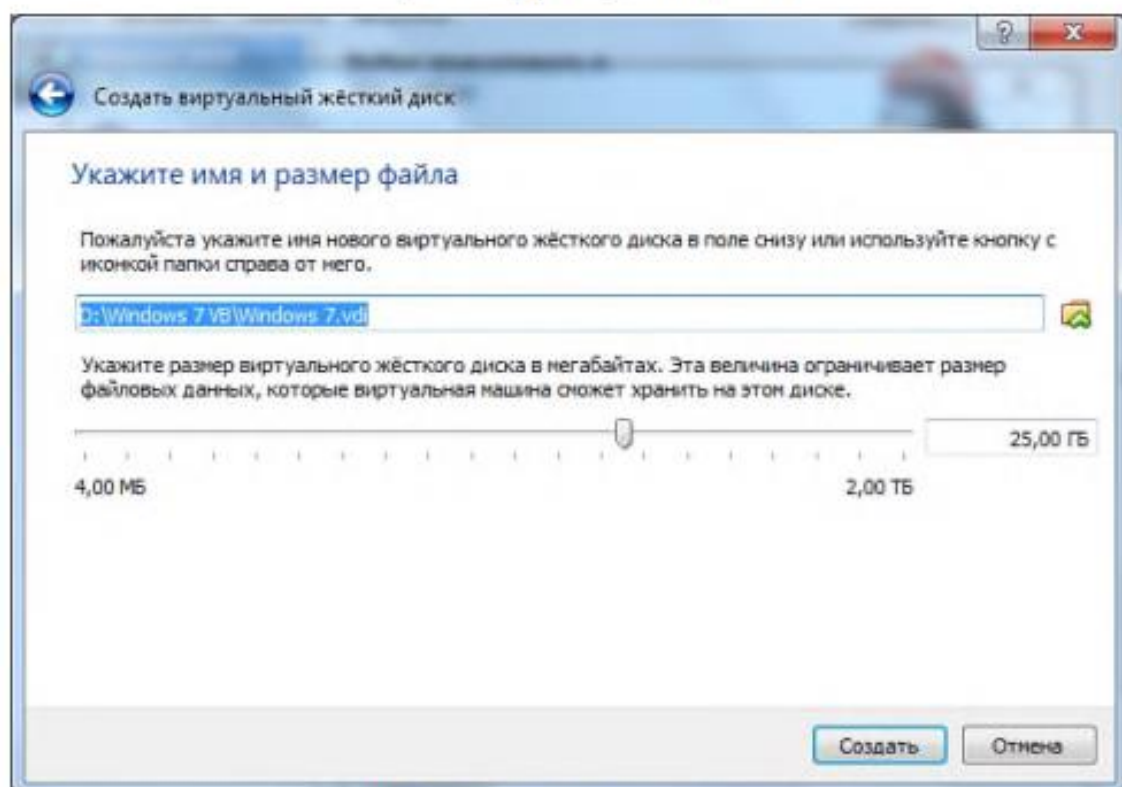 Создать виртуальный жёсткий диск
Укажите имя и размер файла
Пожалуйста укажите имя нового виртуального жёсткого диска в поле снизу или используйте кнопку с
иконкой папки справа от него.
D:\Windows 7 VB\Windows 7.vdi
Укажите размер виртуального жёсткого диска в мегабайтах. Эта величина ограничивает размер
файловых данных, которые виртуальная машина сможет хранить на этом диске.
25,00 ГБ
4,00 МБ 2,00 ТБ
Создать Отмена